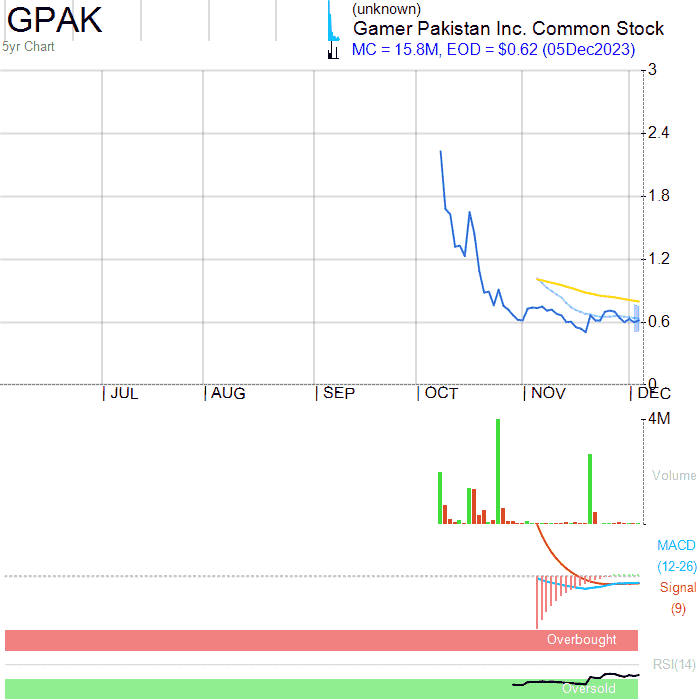 GPAK
5yr Chart
(unknown)
Gamer Pakistan Inc. Common Stock
MC = 15.8M, EOD = $0.62 (05Dec2023)
3
2.4
1.8
1.2
0.6
0
| JUL | AUG | SEP | OCT | NOV | DEC
4M
Volume
MACD
(12-26)
Signal
(9)
Overbought
RSI(14)
Oversold